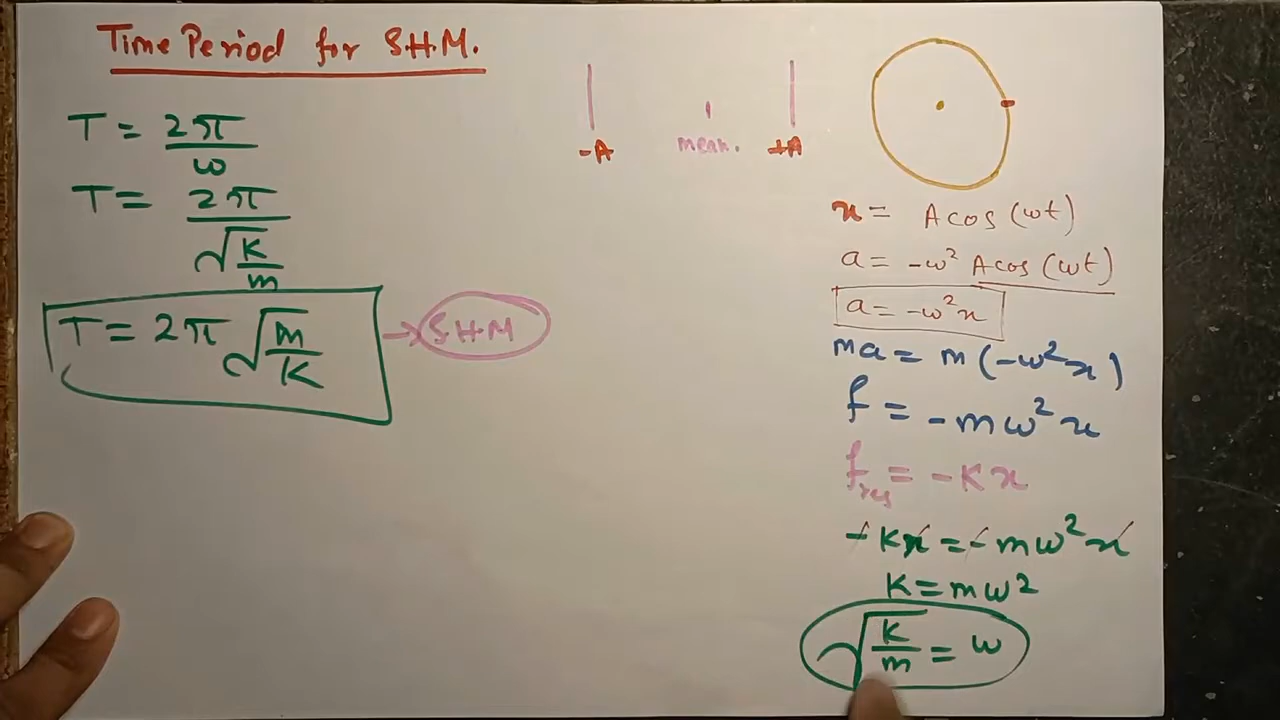 Time Period for S.H.M.
T = 2π/ω
T = 2π/√(K/m)
T = 2π √(m/K) → S.H.M
-A mean. +A
x = A cos (ωt)
a = -ω² A cos (ωt)
a = -ω²x
ma = m (-ω²x)
f = -mω²x
fres = -Kx
-Kx = -mω²x
K = mω²
√(K/m) = ω